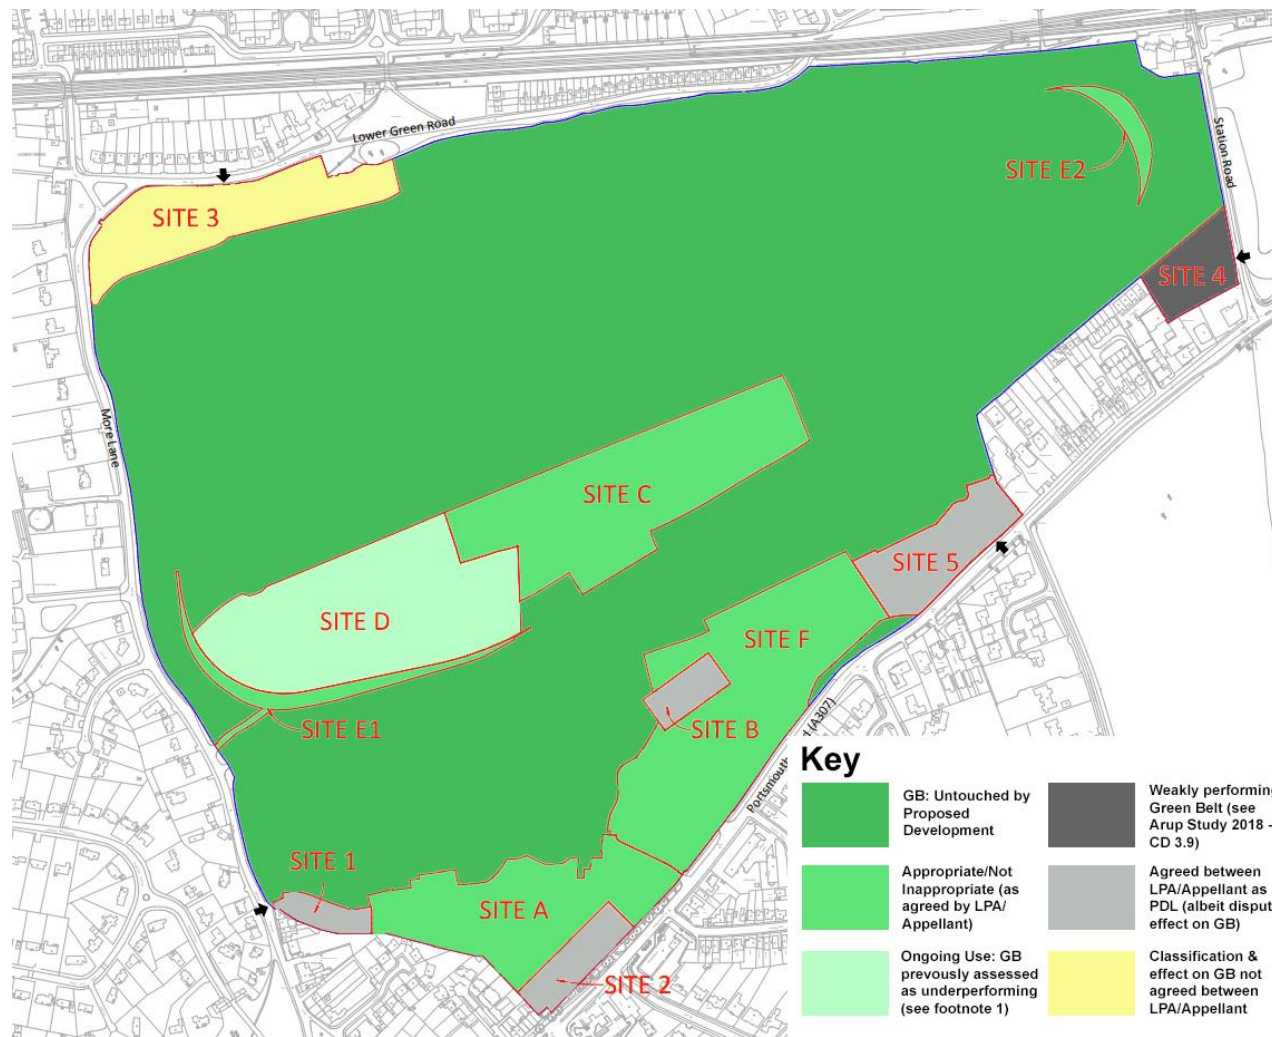 Lower Green Road
Station Road
SITE E2
SITE 3
SITE 4
More Lane
SITE C
SITE 5
SITE D
SITE F
SITE E1
SITE B
Portsmouth
d (A307)
SITE 1
SITE A
SITE 2
Key
GB: Untouched by
Proposed
Development
Weakly performing
Green Belt (see
Arup Study 2018 -
CD 3.9)
Appropriate/Not
Inappropriate (as
agreed by LPA/
Appellant)
Agreed between
LPA/Appellant as
PDL (albeit disput
effect on GB)
Ongoing Use: GB
prevously assessed
as underperforming
(see footnote 1)
Classification &
effect on GB not
agreed between
LPA/Appellant